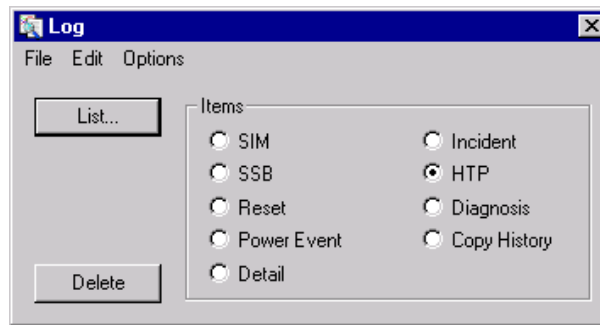 Log
File Edit Options
List...
Items
SIM
Incident
SSB
HTP
Reset
Diagnosis
Power Event
Copy History
Detail
Delete